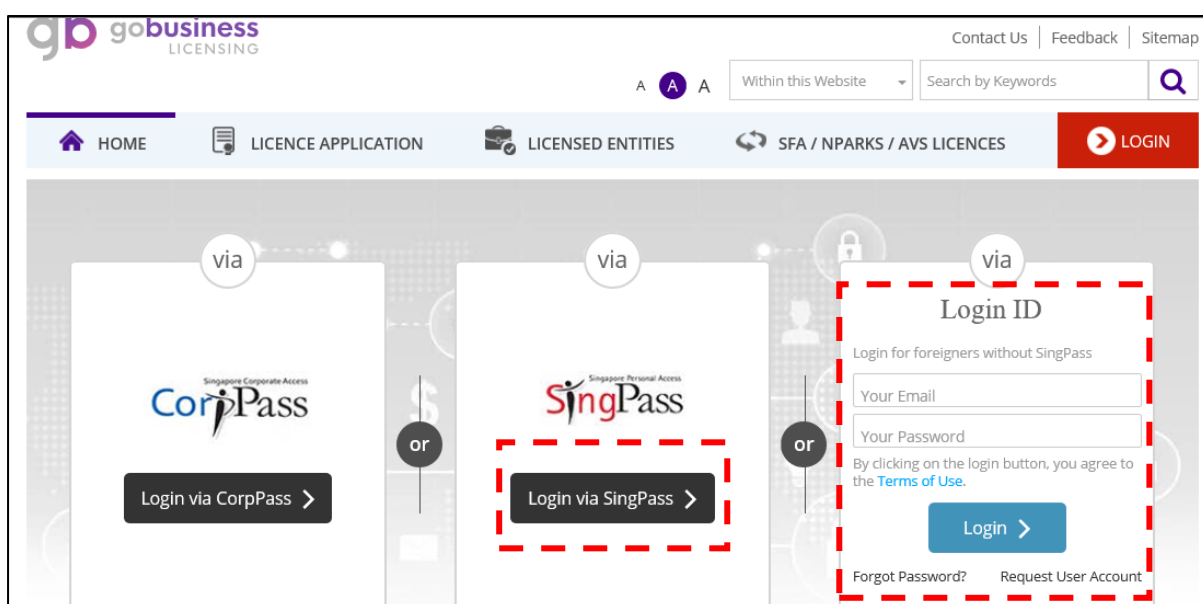 gobusiness
LICENSING
Contact Us | Feedback | Sitemap
A A A Within this Website Search by Keywords
HOME LICENCE APPLICATION LICENSED ENTITIES SFA / NPARKS / AVS LICENCES LOGIN
via via via
Login ID
Login for foreigners without SingPass
Singapore Corporate Access
CorpPass
Singapore Personal Access
SingPass
Your Email
or or
Your Password
By clicking on the login button, you agree to
the Terms of Use.
Login via CorpPass Login via SingPass
Login
Forgot Password? Request User Account